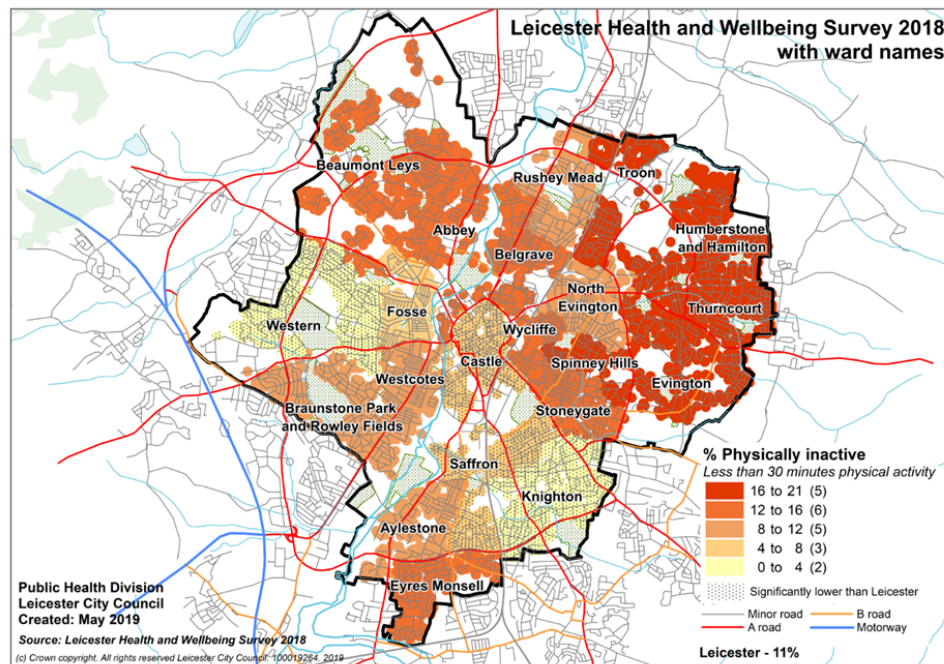 Leicester Health and Wellbeing Survey 2018
with ward names
Beaumont Leys
Rushey Mead
Troon
Abbey
Humberstone
and Hamilton
Belgrave
North
Evington
Fosse
Thurncourt
Western
Wycliffe
Castle
Spinney Hills
Westcotes
Evington
Braunstone Park
and Rowley Fields
Stoneygate
Saffron
Knighton
Aylestone
Eyres Monsell
% Physically inactive
Less than 30 minutes physical activity
16 to 21 (5)
12 to 16 (6)
8 to 12 (5)
4 to 8 (3)
0 to 4 (2)
Significantly lower than Leicester
Minor road
B road
A road
Motorway
Leicester - 11%
Public Health Division
Leicester City Council
Created: May 2019
Source: Leicester Health and Wellbeing Survey 2018
(c) Crown copyright. All rights reserved Leicester City Council. 100019264. 2019